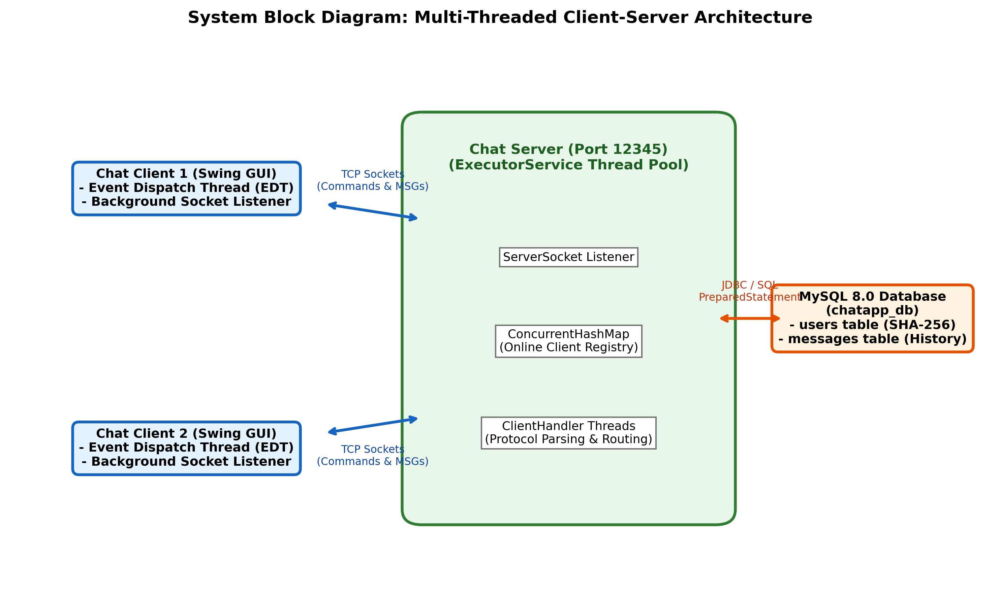 System Block Diagram: Multi-Threaded Client-Server Architecture
Chat Client 1 (Swing GUI)
- Event Dispatch Thread (EDT)
- Background Socket Listener
TCP Sockets
(Commands & MSGs)
Chat Server (Port 12345)
(ExecutorService Thread Pool)
ServerSocket Listener
ConcurrentHashMap
(Online Client Registry)
ClientHandler Threads
(Protocol Parsing & Routing)
JDBC / SQL
PreparedStatement
MySQL 8.0 Database
(chatapp_db)
- users table (SHA-256)
- messages table (History)
Chat Client 2 (Swing GUI)
- Event Dispatch Thread (EDT)
- Background Socket Listener
TCP Sockets
(Commands & MSGs)